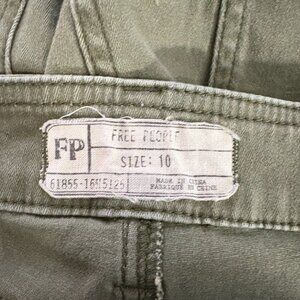 FP
FREE PEOPLE
SIZE: 10
MADE IN CHINA
FABRIQUE EN CHINE